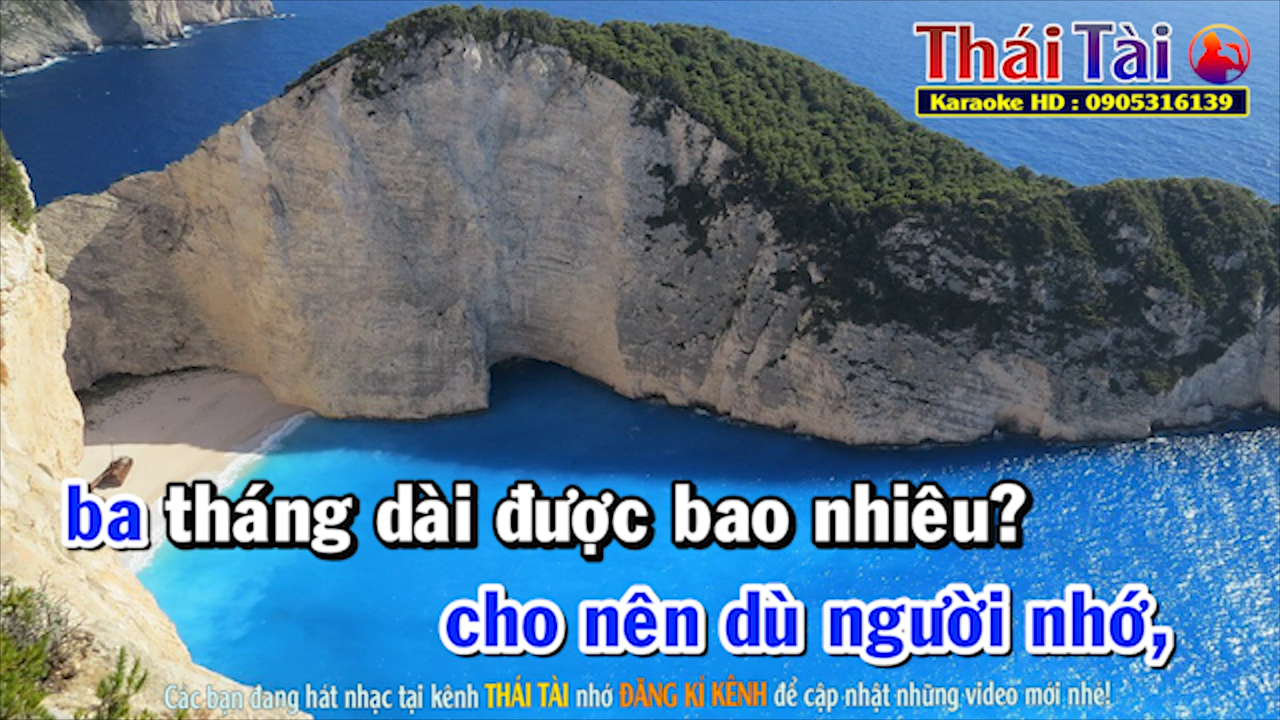 Thái Tài
Karaoke HD : 0905316139
ba tháng dài được bao nhiêu?
cho nên dù người nhớ,
Các bạn đang hát nhạc tại kênh THÁI TÀI nhớ ĐĂNG KÍ KÊNH để cập nhật những video mới nhé!